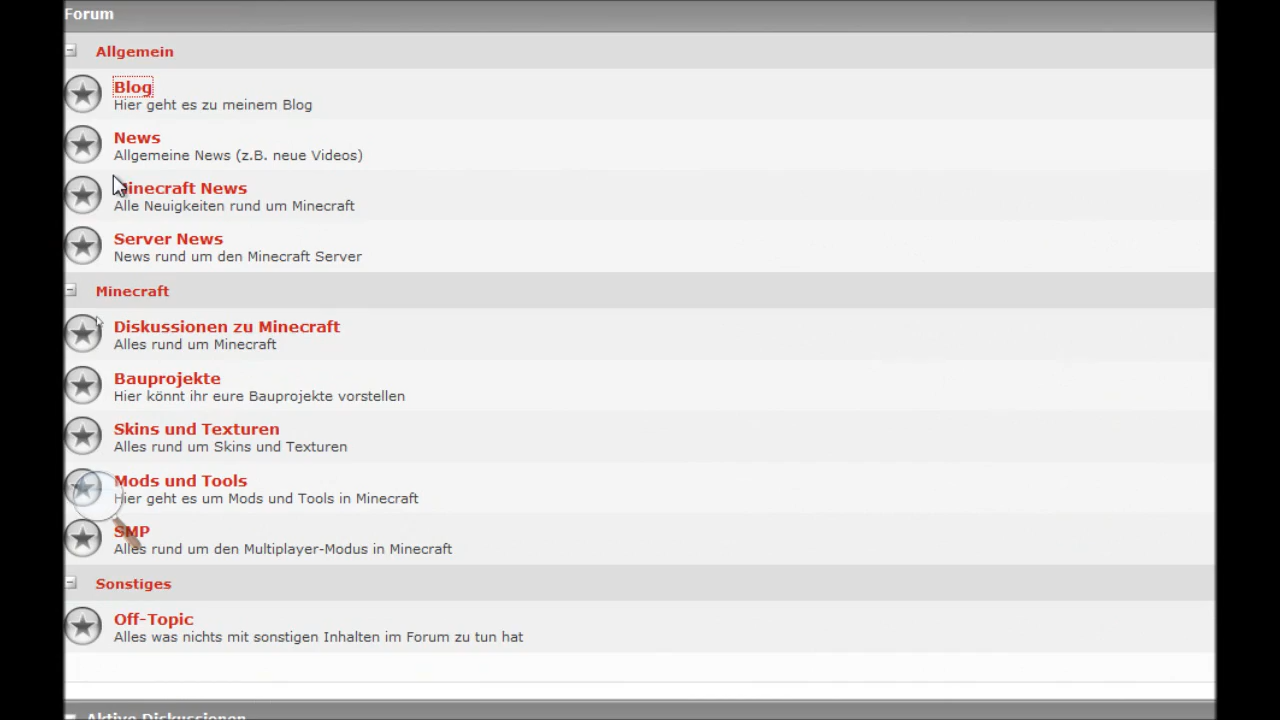 Forum
Allgemein
Blog
Hier geht es zu meinem Blog
News
Allgemeine News (z.B. neue Videos)
Minecraft News
Alle Neuigkeiten rund um Minecraft
Server News
News rund um den Minecraft Server
Minecraft
Diskussionen zu Minecraft
Alles rund um Minecraft
Bauprojekte
Hier könnt ihr eure Bauprojekte vorstellen
Skins und Texturen
Alles rund um Skins und Texturen
Mods und Tools
Hier geht es um Mods und Tools in Minecraft
SMP
Alles rund um den Multiplayer-Modus in Minecraft
Sonstiges
Off-Topic
Alles was nichts mit sonstigen Inhalten im Forum zu tun hat
Aktive Diskussionen